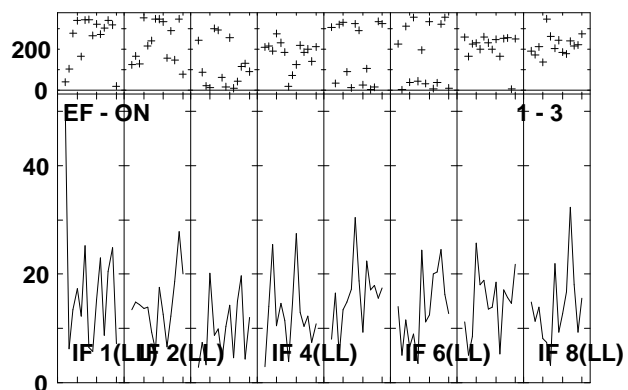 200
0
EF - ON 1 - 3
40
20
0
IF 1(LL) IF 2(LL) IF 4(LL) IF 6(LL) IF 8(LL)